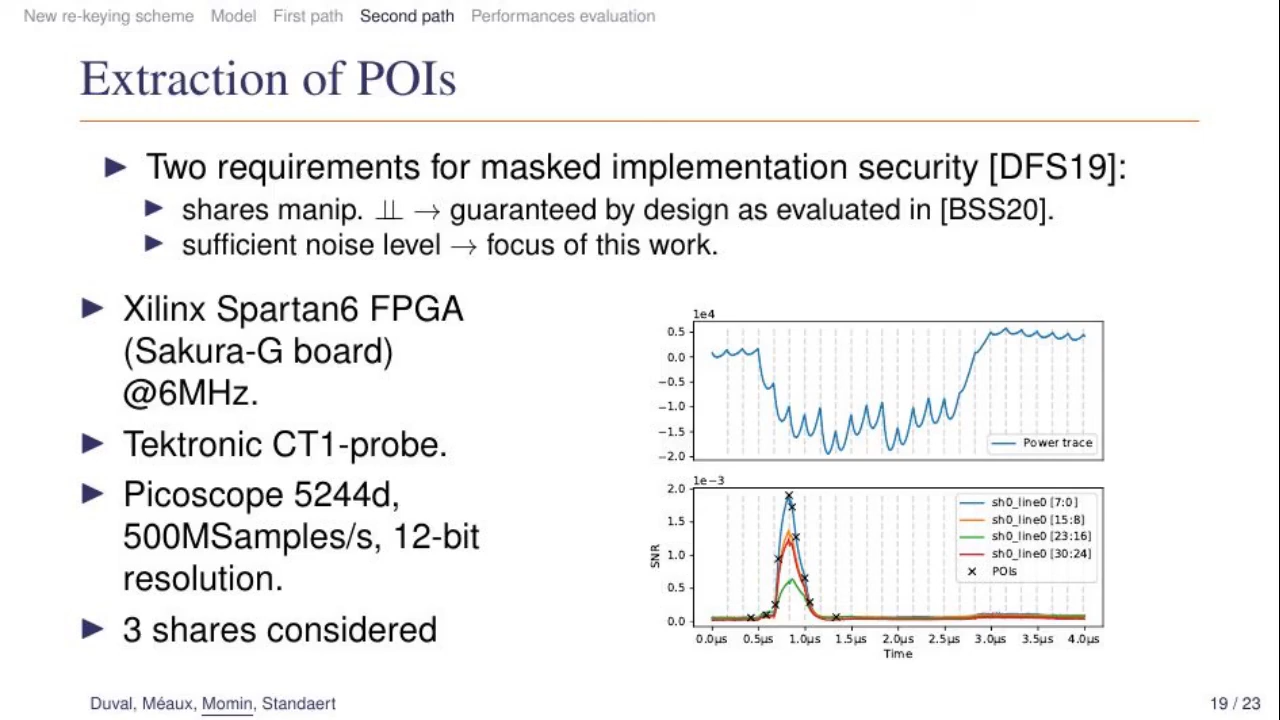 New re-keying scheme Model First path Second path Performances evaluation
Extraction of POIs
▶ Two requirements for masked implementation security [DFS19]:
▶ shares manip. ⫫ → guaranteed by design as evaluated in [BSS20].
▶ sufficient noise level → focus of this work.
▶ Xilinx Spartan6 FPGA
(Sakura-G board)
@6MHz.
▶ Tektronic CT1-probe.
▶ Picoscope 5244d,
500MSamples/s, 12-bit
resolution.
▶ 3 shares considered
1e4
0.5
0.0
−0.5
−1.0
−1.5
−2.0
Power trace
1e−3
2.0
1.5
1.0
0.5
0.0
SNR
sh0_line0 [7:0]
sh0_line0 [15:8]
sh0_line0 [23:16]
sh0_line0 [30:24]
POIs
0.0µs 0.5µs 1.0µs 1.5µs 2.0µs 2.5µs 3.0µs 3.5µs 4.0µs
Time
Duval, Méaux, Momin, Standaert
19 / 23